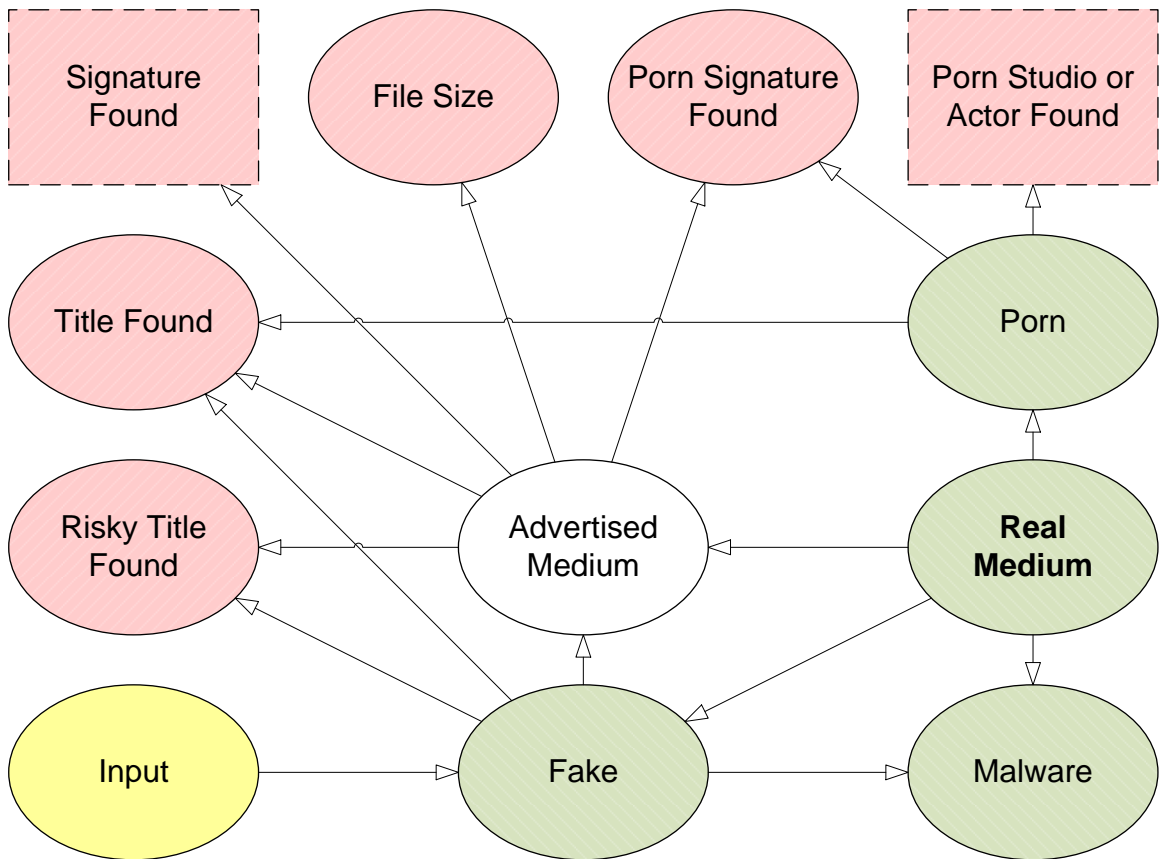 Signature
Found
File Size
Porn Signature
Found
Porn Studio or
Actor Found
Title Found
Porn
Risky Title
Found
Advertised
Medium
Real
Medium
Input
Fake
Malware